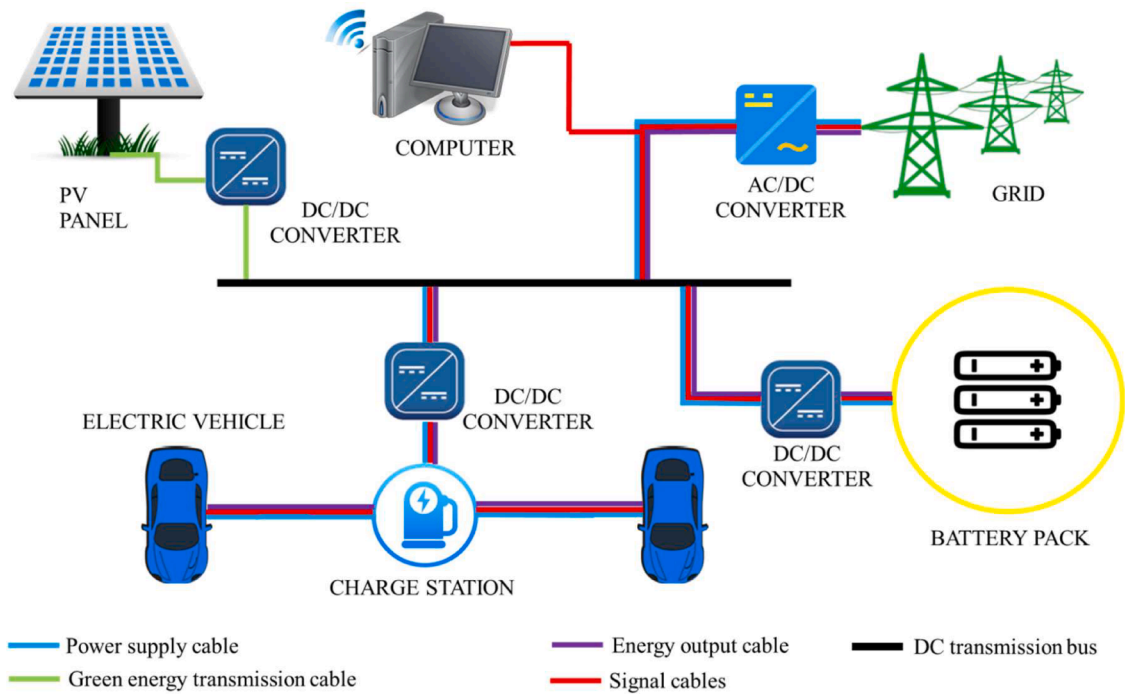 COMPUTER
PV
PANEL
DC/DC
CONVERTER
AC/DC
CONVERTER
GRID
ELECTRIC VEHICLE
DC/DC
CONVERTER
DC/DC
CONVERTER
BATTERY PACK
CHARGE STATION
Power supply cable
Energy output cable
DC transmission bus
Green energy transmission cable
Signal cables